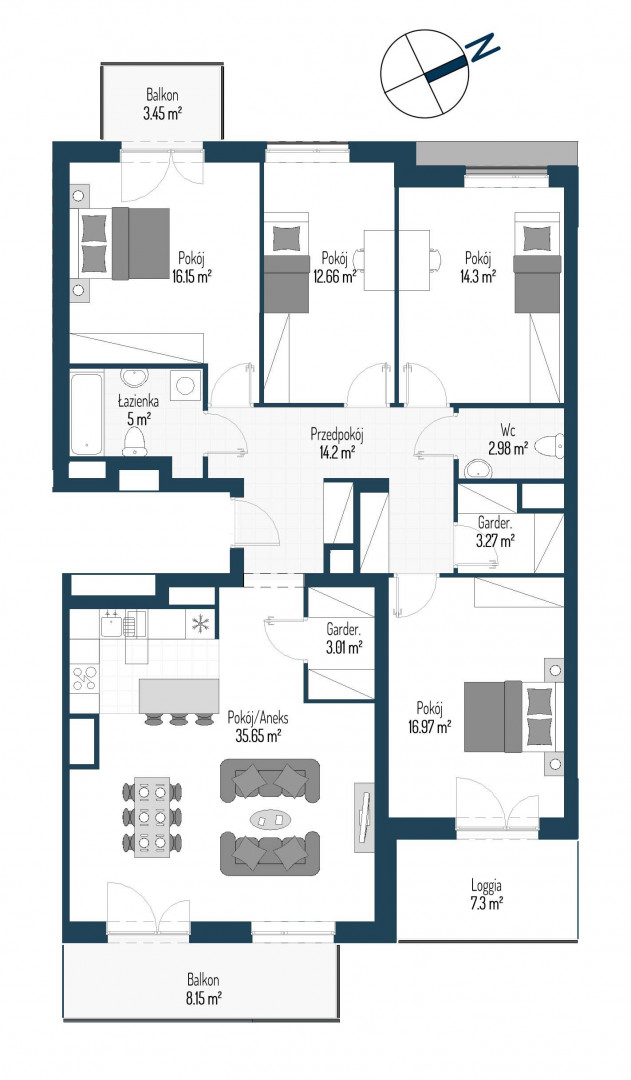 N
Balkon
3.45 m²
Pokój
16.15 m²
Pokój
12.66 m²
Pokój
14.3 m²
Łazienka
5 m²
Przedpokój
14.2 m²
Wc
2.98 m²
Garder.
3.27 m²
Garder.
3.01 m²
Pokój/Aneks
35.65 m²
Pokój
16.97 m²
Loggia
7.3 m²
Balkon
8.15 m²